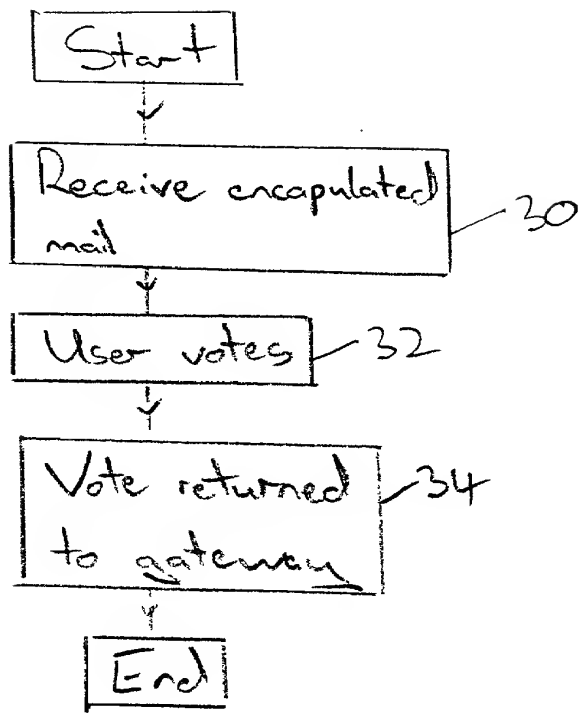 Start
Receive encapulated
mail
30
User votes
32
Vote returned
34
to gateway
End